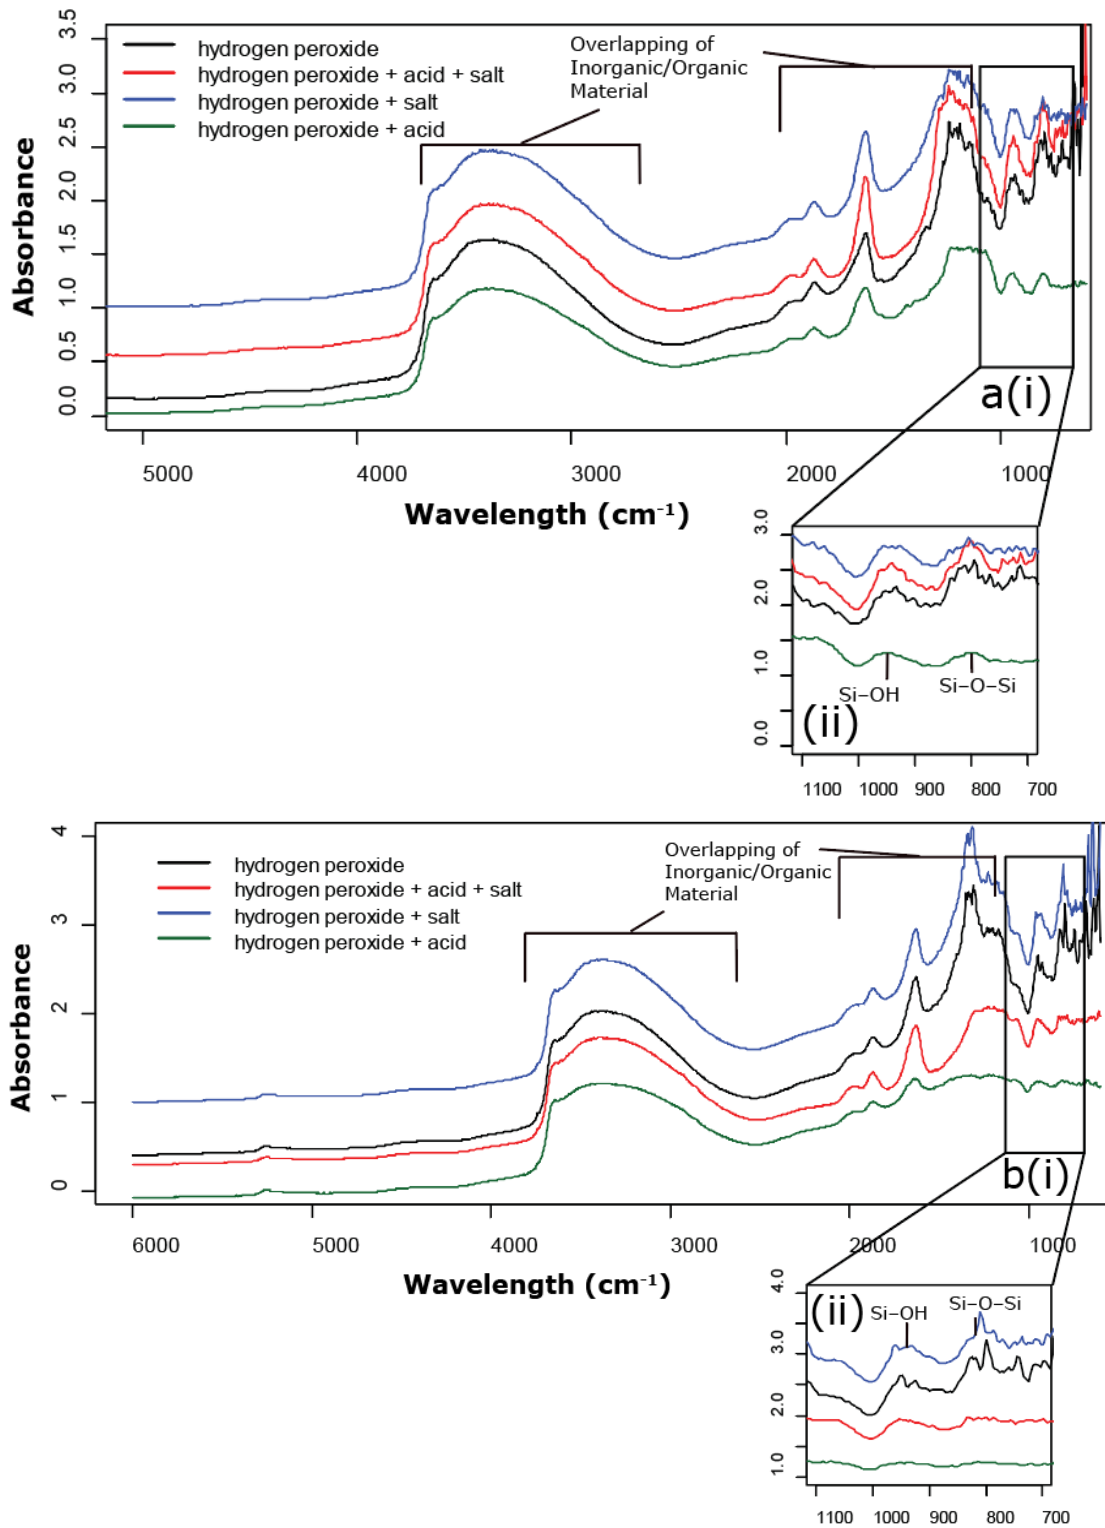 3.5
3.0
2.5
2.0
1.5
1.0
0.5
0.0
Absorbance
hydrogen peroxide
hydrogen peroxide + acid + salt
hydrogen peroxide + salt
hydrogen peroxide + acid
Overlapping of
Inorganic/Organic
Material
a(i)
5000 4000 3000 2000 1000
Wavelength (cm-1)
3.0
2.0
1.0
0.0
Si–OH
Si–O–Si
(ii)
1100 1000 900 800 700
4
3
2
1
0
Absorbance
hydrogen peroxide
hydrogen peroxide + acid + salt
hydrogen peroxide + salt
hydrogen peroxide + acid
Overlapping of
Inorganic/Organic
Material
b(i)
6000 5000 4000 3000 2000 1000
Wavelength (cm-1)
4.0
3.0
2.0
1.0
(ii)
Si–OH
Si–O–Si
1100 1000 900 800 700